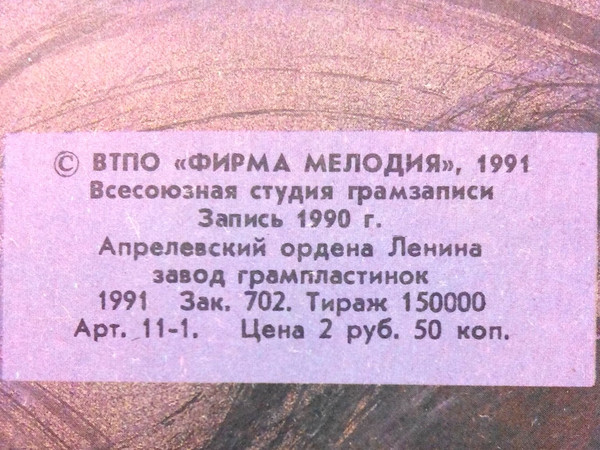 © ВТПО «ФИРМА МЕЛОДИЯ», 1991
Всесоюзная студия грамзаписи
Запись 1990 г.
Апрелевский ордена Ленина
завод грампластинок
1991 Зак. 702. Тираж 150000
Арт. 11-1. Цена 2 руб. 50 коп.